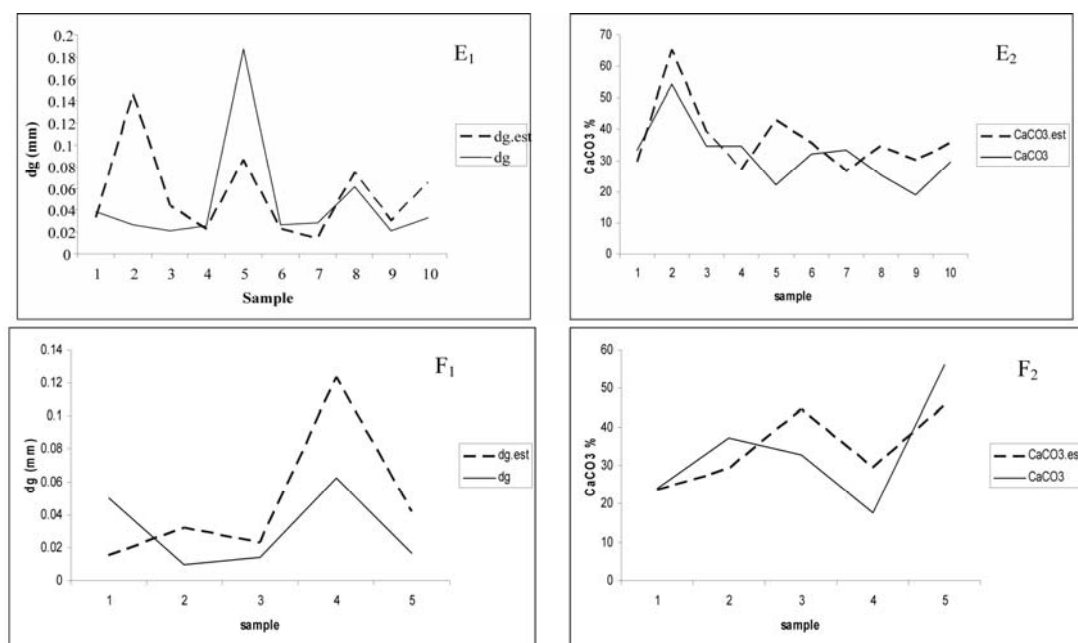 E1
0.2
0.18
0.16
0.14
0.12
0.1
0.08
0.06
0.04
0.02
0
dg (mm)
1 2 3 4 5 6 7 8 9 10
Sample
dg.est
dg
E2
70
60
50
40
30
20
10
0
CaCO3 %
1 2 3 4 5 6 7 8 9 10
sample
CaCO3.est
CaCO3
F1
0.14
0.12
0.1
0.08
0.06
0.04
0.02
0
dg (mm)
1 2 3 4 5
sample
dg.est
dg
F2
60
50
40
30
20
10
0
CaCO3 %
1 2 3 4 5
sample
CaCO3.es
CaCO3